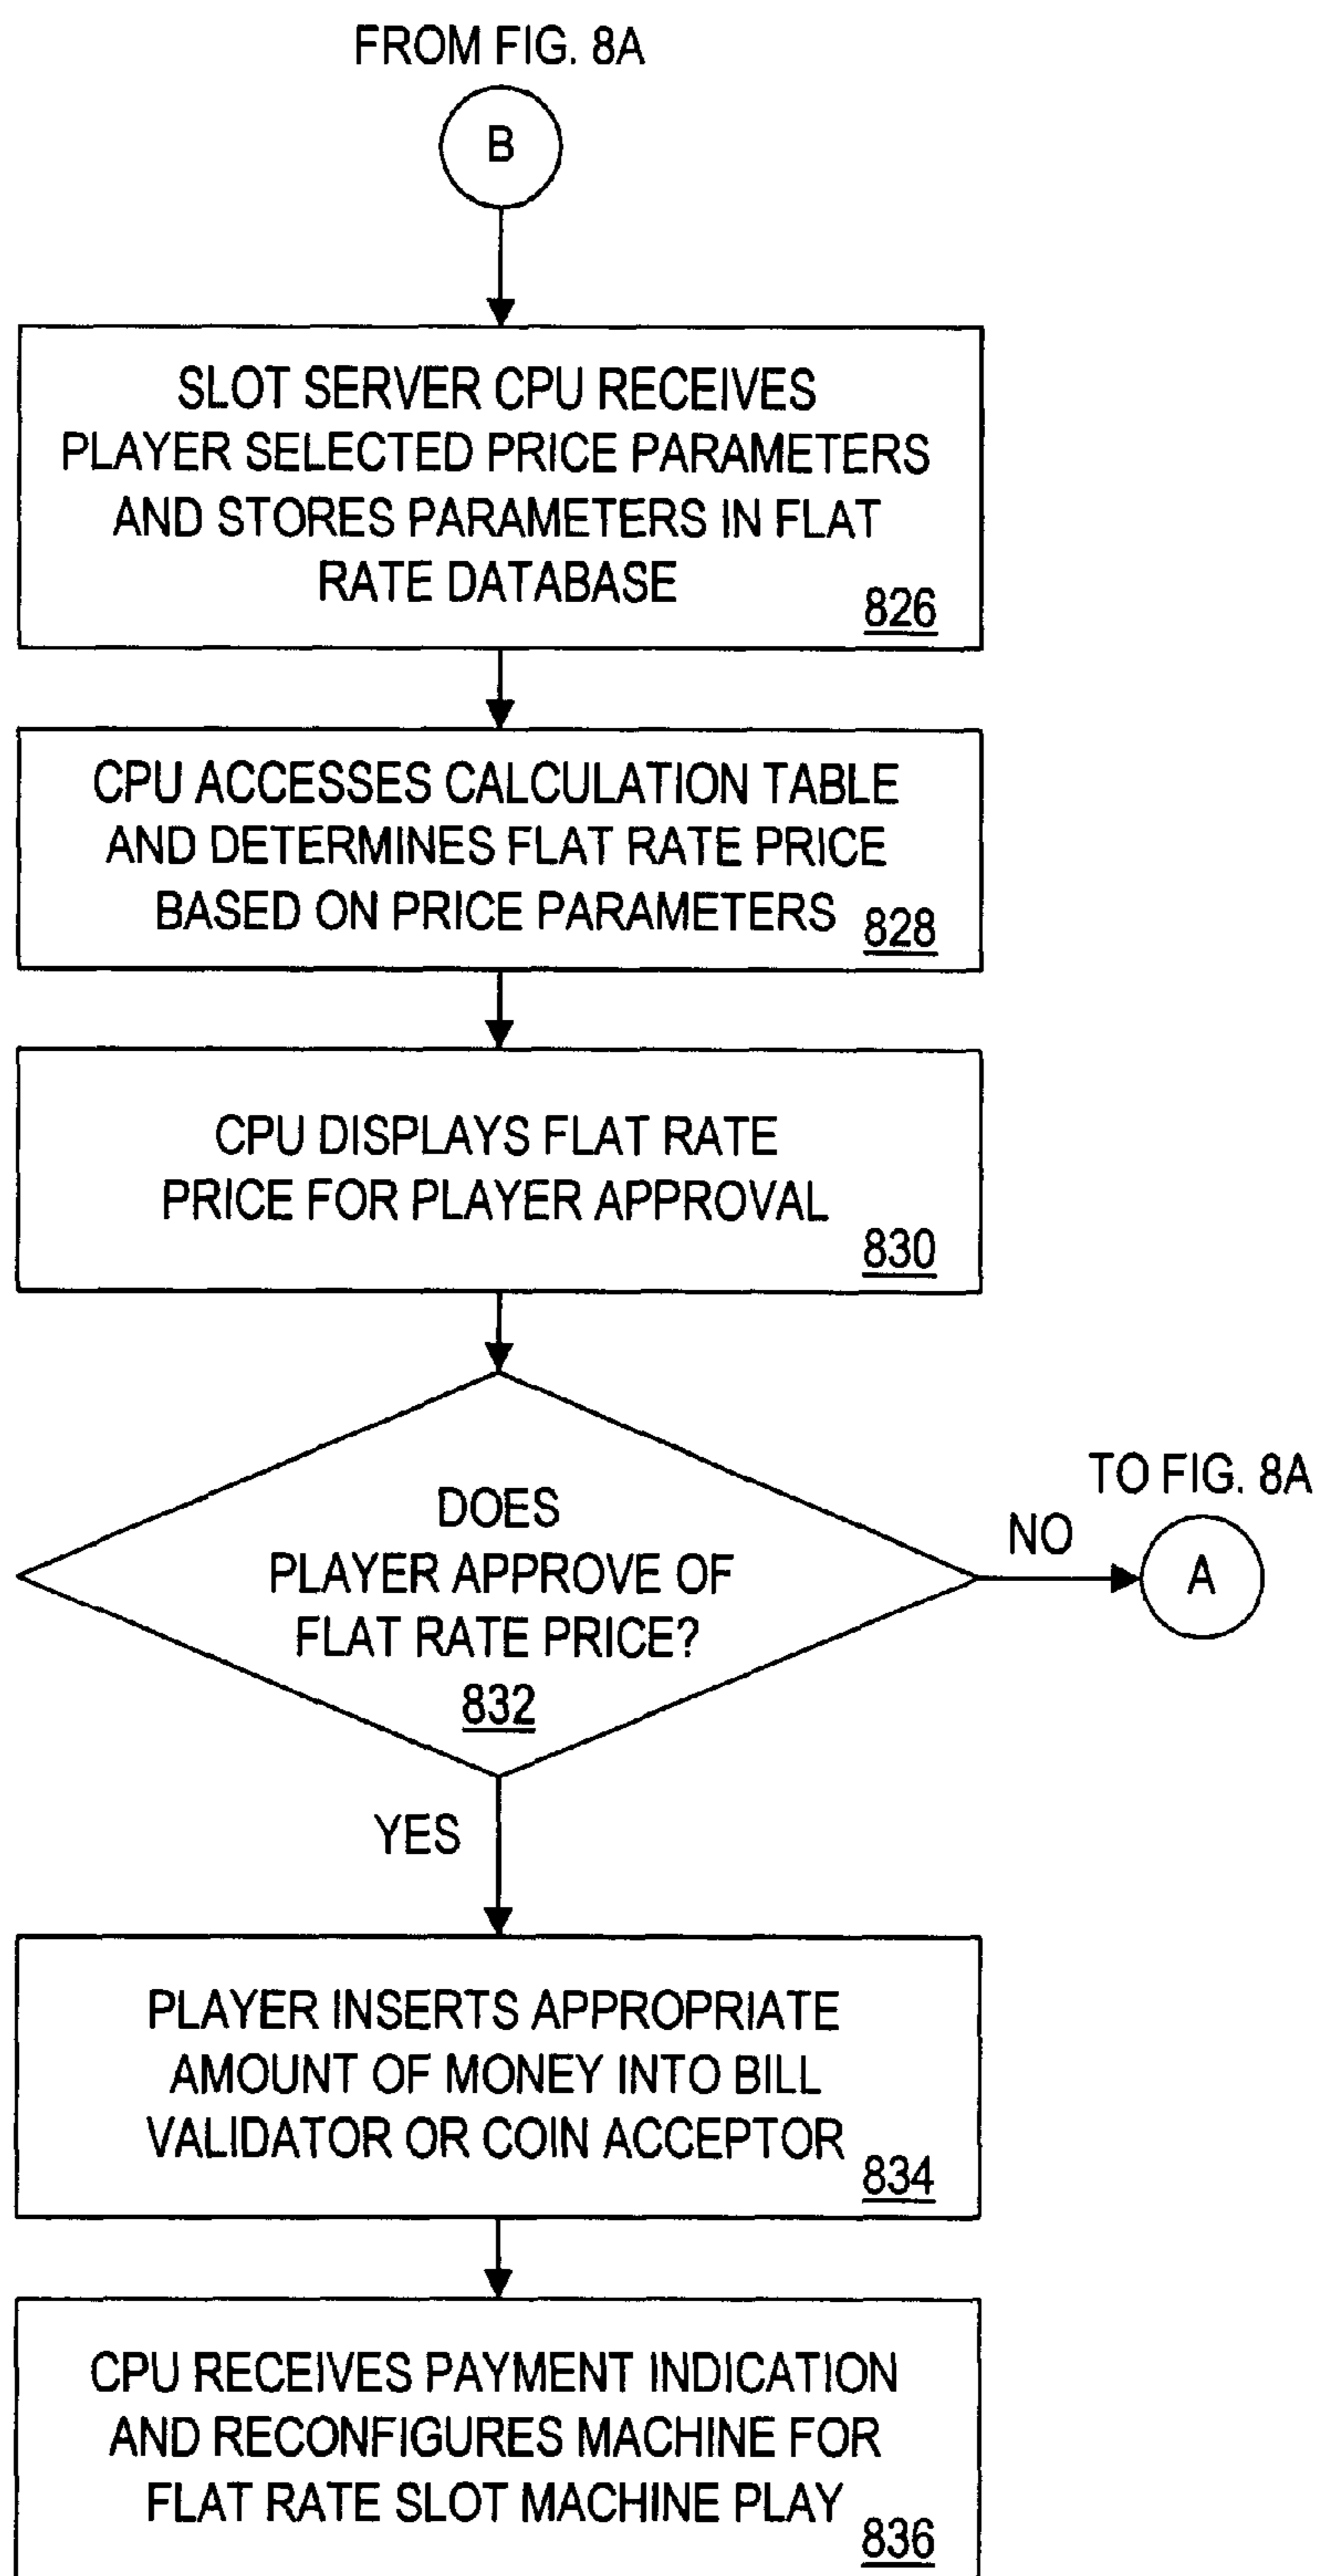 FROM FIG. 8A
B
SLOT SERVER CPU RECEIVES
PLAYER SELECTED PRICE PARAMETERS
AND STORES PARAMETERS IN FLAT
RATE DATABASE
826
CPU ACCESSES CALCULATION TABLE
AND DETERMINES FLAT RATE PRICE
BASED ON PRICE PARAMETERS
828
CPU DISPLAYS FLAT RATE
PRICE FOR PLAYER APPROVAL
830
DOES
PLAYER APPROVE OF
FLAT RATE PRICE?
832
NO
TO FIG. 8A
A
YES
PLAYER INSERTS APPROPRIATE
AMOUNT OF MONEY INTO BILL
VALIDATOR OR COIN ACCEPTOR
834
CPU RECEIVES PAYMENT INDICATION
AND RECONFIGURES MACHINE FOR
FLAT RATE SLOT MACHINE PLAY
836